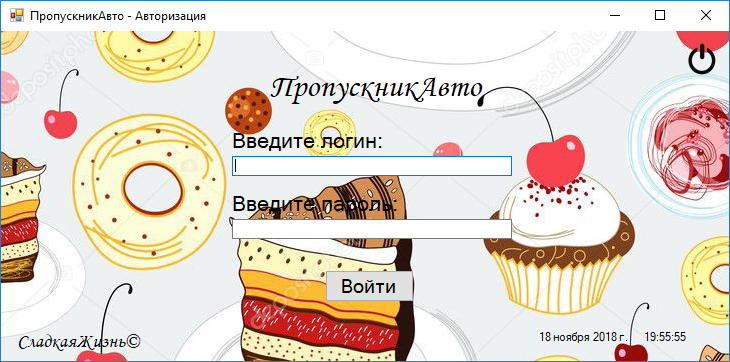 ПропускникАвто - Авторизация
ПропускникАвто
Введите логин:
Введите пароль:
Войти
СладкаяЖизнь©
18 ноября 2018 г. 19:55:55